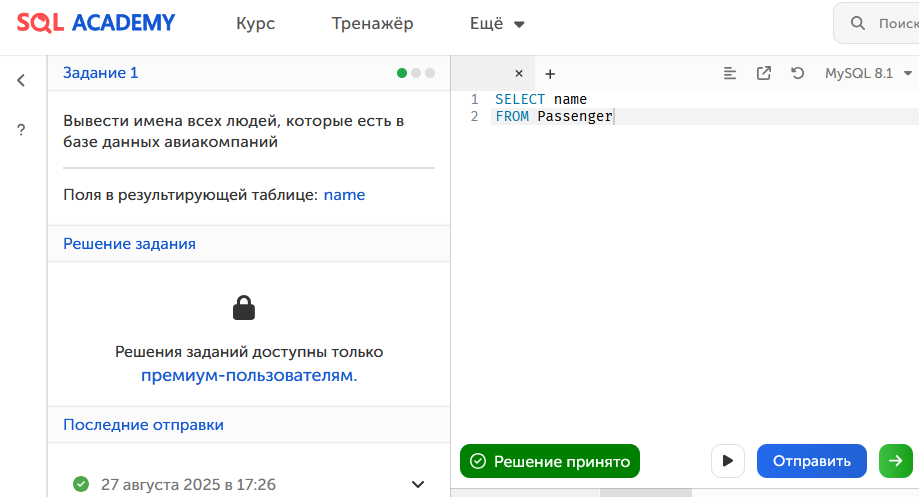 SQL ACADEMY
Курс
Тренажёр
Ещё
Поиск
Задание 1
Вывести имена всех людей, которые есть в
базе данных авиакомпаний
Поля в результирующей таблице: name
Решение задания
Решения заданий доступны только
премиум-пользователям.
Последние отправки
27 августа 2025 в 17:26
?
× +
MySQL 8.1
1 SELECT name
2 FROM Passenger
Решение принято
Отправить